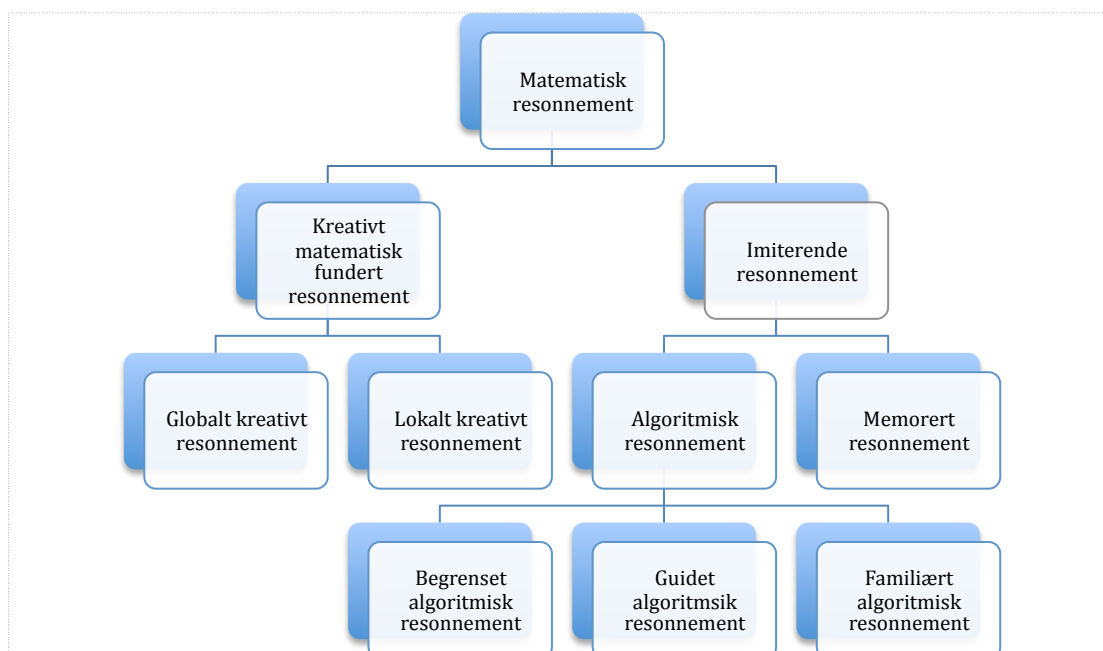 Matematisk
resonnement
Kreativt
matematisk
fundert
resonnement
Imiterende
resonnement
Globalt kreativt
resonnement
Lokalt kreativt
resonnement
Algoritmisk
resonnement
Memorert
resonnement
Begrenset
algoritmisk
resonnement
Guidet
algoritmsik
resonnement
Familiært
algoritmisk
resonnement